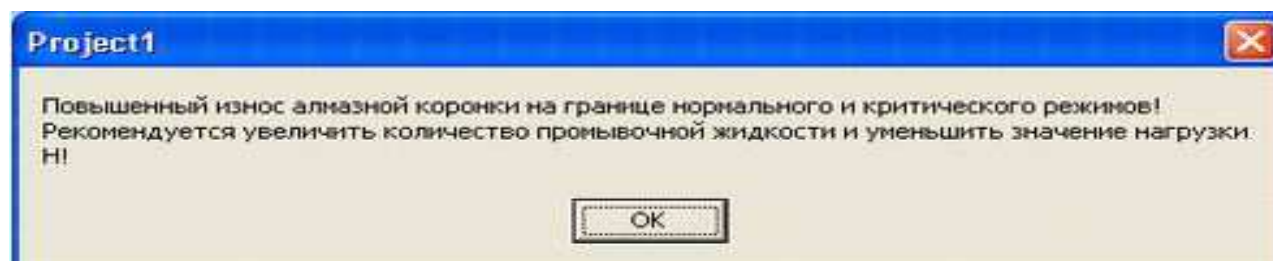 Project1
Повышенный износ алмазной коронки на границе нормального и критического режимов!
Рекомендуется увеличить количество промывочной жидкости и уменьшить значение нагрузки
Н!
OK